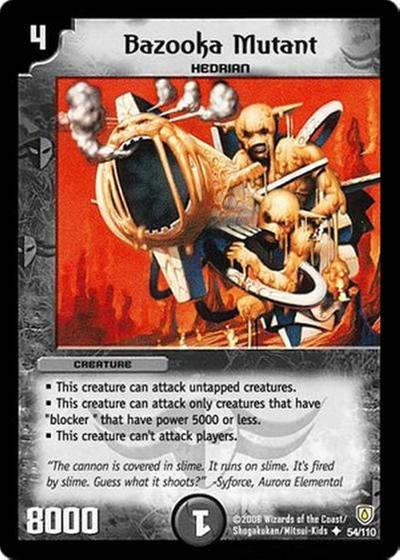 4
Bazooka Mutant
HEDRIAN
CREATURE
▪ This creature can attack untapped creatures.
▪ This creature can attack only creatures that have
"blocker " that have power 5000 or less.
▪ This creature can't attack players.
"The cannon is covered in slime. It runs on slime. It's fired
by slime. Guess what it shoots?" -Syforce, Aurora Elemental
8000
1
©2006 Wizards of the Coast/
Shogakukan/Mitsui-Kids ♦ 54/110